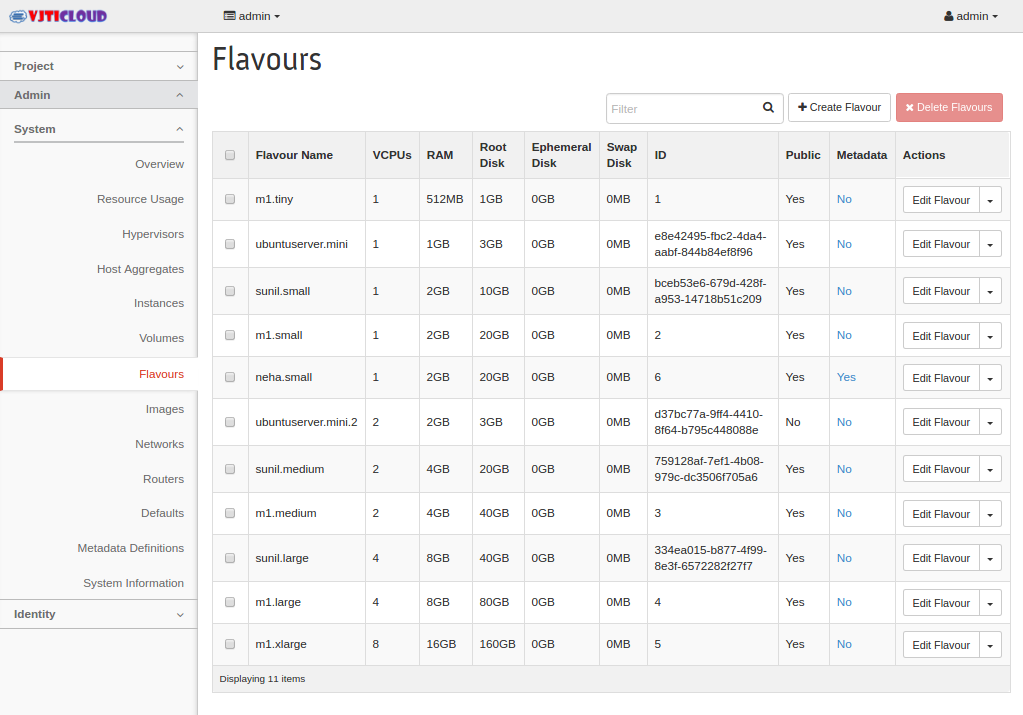 VJTICLOUD admin admin
Project
Admin
System
Overview
Resource Usage
Hypervisors
Host Aggregates
Instances
Volumes
Flavours
Images
Networks
Routers
Defaults
Metadata Definitions
System Information
Identity
Flavours
Filter Create Flavour Delete Flavours
Flavour Name VCPUs RAM Root Disk Ephemeral Disk Swap Disk ID Public Metadata Actions
m1.tiny 1 512MB 1GB 0GB 0MB 1 Yes No Edit Flavour
ubuntuserver.mini 1 1GB 3GB 0GB 0MB e8e42495-fbc2-4da4-aabf-844b84ef8f96 Yes No Edit Flavour
sunil.small 1 2GB 10GB 0GB 0MB bceb53e6-679d-428f-a953-14718b51c209 Yes No Edit Flavour
m1.small 1 2GB 20GB 0GB 0MB 2 Yes No Edit Flavour
neha.small 1 2GB 20GB 0GB 0MB 6 Yes Yes Edit Flavour
ubuntuserver.mini.2 2 2GB 3GB 0GB 0MB d37bc77a-9ff4-4410-8f64-b795c448088e No No Edit Flavour
sunil.medium 2 4GB 20GB 0GB 0MB 759128af-7ef1-4b08-979c-dc3506f705a6 Yes No Edit Flavour
m1.medium 2 4GB 40GB 0GB 0MB 3 Yes No Edit Flavour
sunil.large 4 8GB 40GB 0GB 0MB 334ea015-b877-4f99-8e3f-6572282f27f7 Yes No Edit Flavour
m1.large 4 8GB 80GB 0GB 0MB 4 Yes No Edit Flavour
m1.xlarge 8 16GB 160GB 0GB 0MB 5 Yes No Edit Flavour
Displaying 11 items